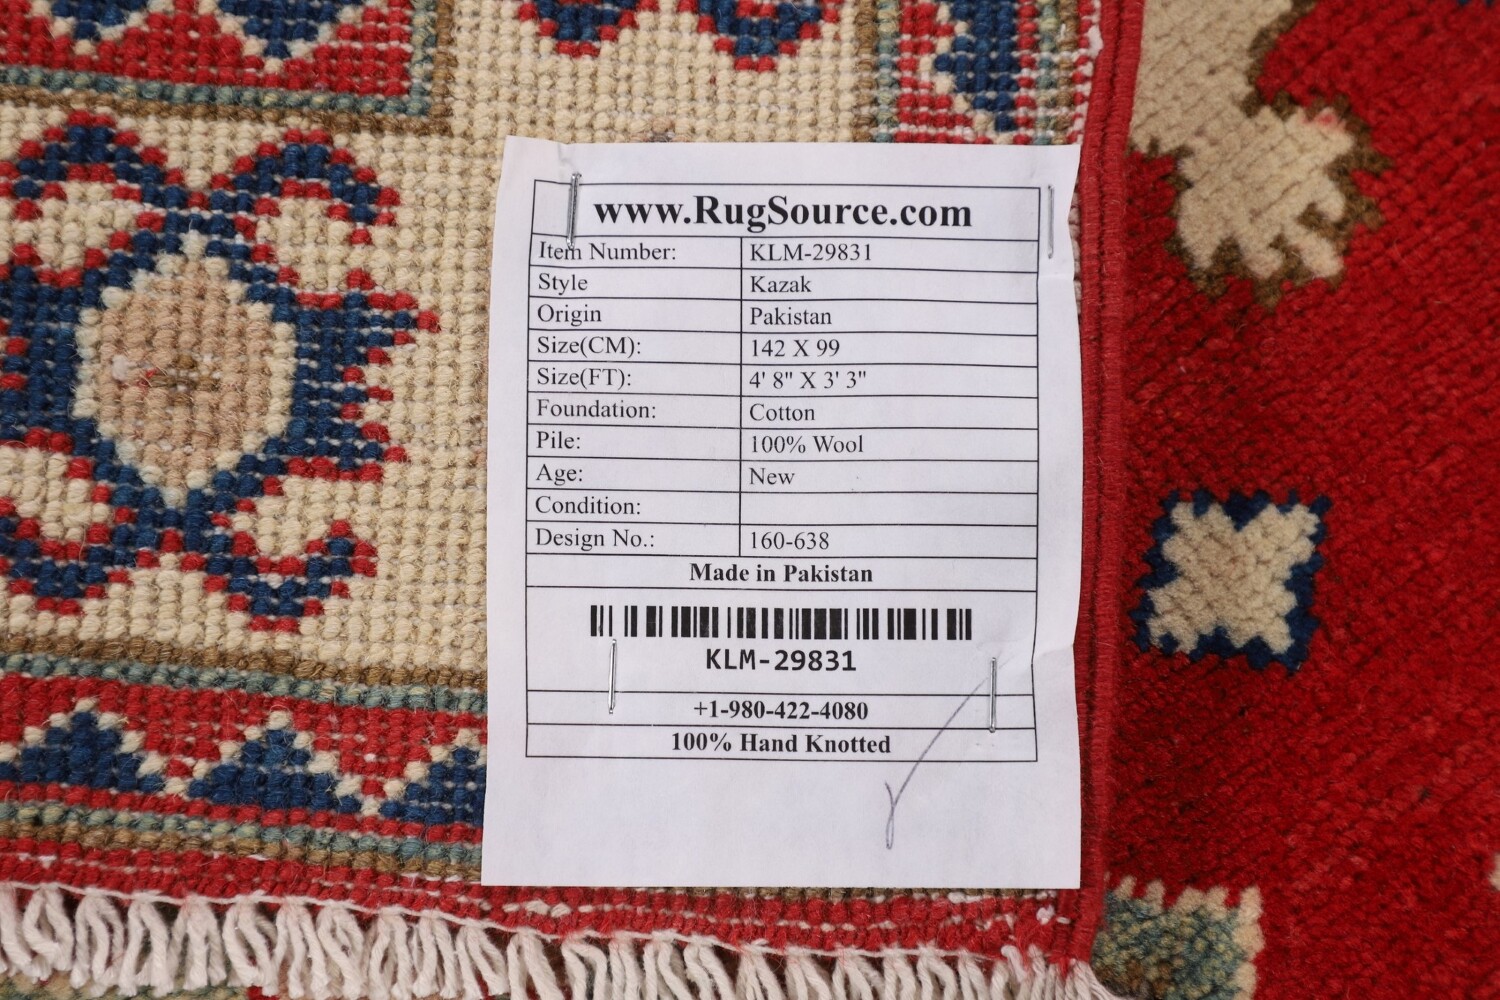 www.RugSource.com
Item Number: KLM-29831
Style Kazak
Origin Pakistan
Size(CM): 142 X 99
Size(FT): 4' 8" X 3' 3"
Foundation: Cotton
Pile: 100% Wool
Age: New
Condition:
Design No.: 160-638
Made in Pakistan
KLM-29831
+1-980-422-4080
100% Hand Knotted